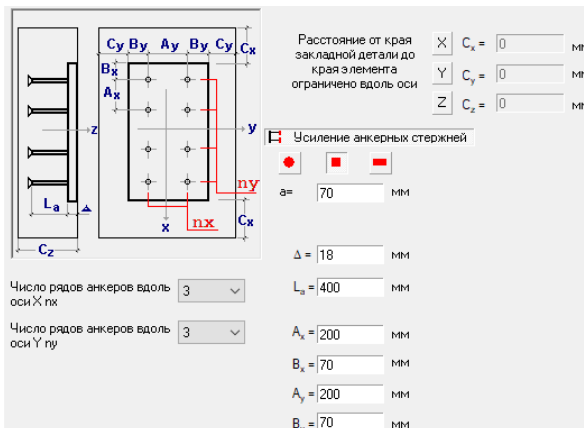 Cy By Ay By Cy Cx
Bx
Ax
z
y
ny
La Δ
x nx Cx
Cz
Расстояние от края
закладной детали до
края элемента
ограничено вдоль оси
X Cx = 0 мм
Y Cy = 0 мм
Z Cz = 0 мм
Усиление анкерных стержней
a= 70 мм
Δ = 18 мм
La = 400 мм
Число рядов анкеров вдоль
оси X nx
3
Число рядов анкеров вдоль
оси Y ny
3
Ax = 200 мм
Bx = 70 мм
Ay = 200 мм
By = 70 мм